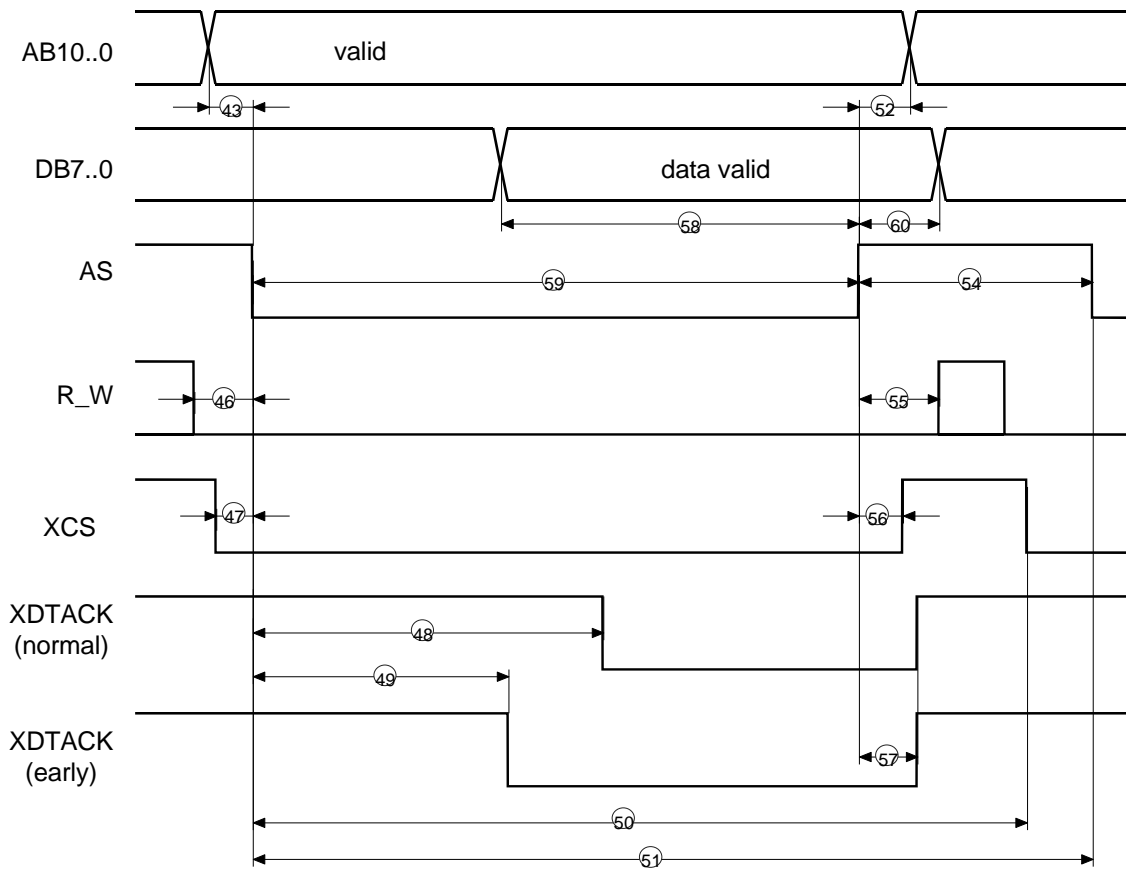 AB10..0
valid
43
52
DB7..0
data valid
58
60
AS
59
54
R_W
46
55
XCS
47
56
XDTACK
(normal)
48
49
XDTACK
(early)
57
50
51